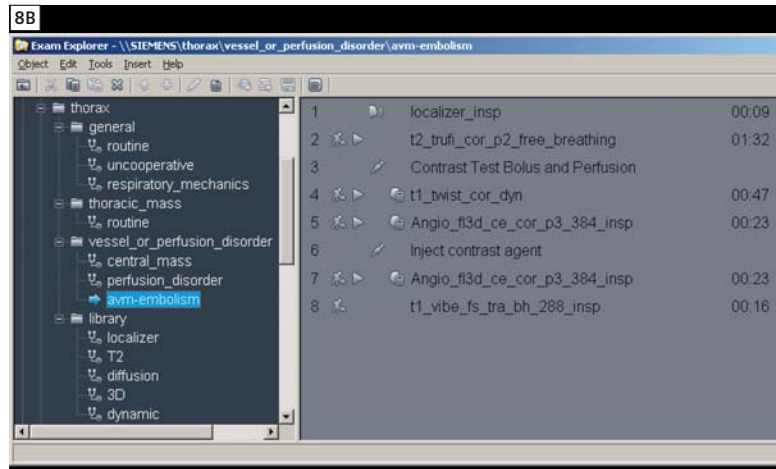 8B
Exam Explorer - \\SIEMENS\thorax\vessel_or_perfusion_disorder\avm-embolism
Object Edit Tools Insert Help
thorax
general
routine
uncooperative
respiratory_mechanics
thoracic_mass
routine
vessel_or_perfusion_disorder
central_mass
perfusion_disorder
avm-embolism
library
localizer
T2
diffusion
3D
dynamic
1 localizer_insp 00:09
2 t2_trufi_cor_p2_free_breathing 01:32
3 Contrast Test Bolus and Perfusion
4 t1_twist_cor_dyn 00:47
5 Angio_fl3d_ce_cor_p3_384_insp 00:23
6 Inject contrast agent
7 Angio_fl3d_ce_cor_p3_384_insp 00:23
8 t1_vibe_fs_tra_bh_288_insp 00:16